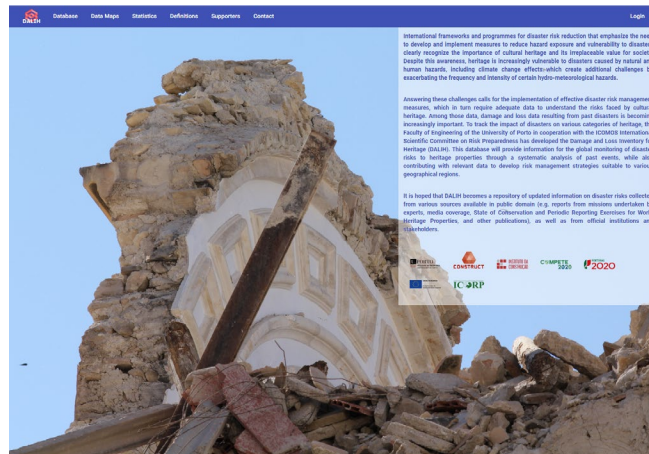 DALIH Database Data Maps Statistics Definitions Supporters Contact Login
International frameworks and programmes for disaster risk reduction that emphasize the nee
to develop and implement measures to reduce hazard exposure and vulnerability to disaster
clearly recognize the importance of cultural heritage and its irreplaceable value for societ
Despite this awareness, heritage is increasingly vulnerable to disasters caused by natural an
human hazards, including climate change effects which create additional challenges b
exacerbating the frequency and intensity of certain hydro-meteorological hazards.
Answering these challenges calls for the implementation of effective disaster risk managemen
measures, which in turn require adequate data to understand the risks faced by cultura
heritage. Among those data, damage and loss data resulting from past disasters is becomin
increasingly important. To track the impact of disasters on various categories of heritage, th
Faculty of Engineering of the University of Porto in cooperation with the ICOMOS Internationa
Scientific Committee on Risk Preparedness has developed the Damage and Loss Inventory fo
Heritage (DALIH). This database will provide information for the global monitoring of disaste
risks to heritage properties through a systematic analysis of past events, while als
contributing with relevant data to develop risk management strategies suitable to variou
geographical regions.
It is hoped that DALIH becomes a repository of updated information on disaster risks collecte
from various sources available in public domain (e.g. reports from missions undertaken b
experts, media coverage, State of Conservation and Periodic Reporting Exercises for Worl
Heritage Properties, and other publications), as well as from official institutions an
stakeholders.
CONSTRUCT INSTITUTO DA CONSTRUÇÃO COMPETE 2020 2020
ICORP